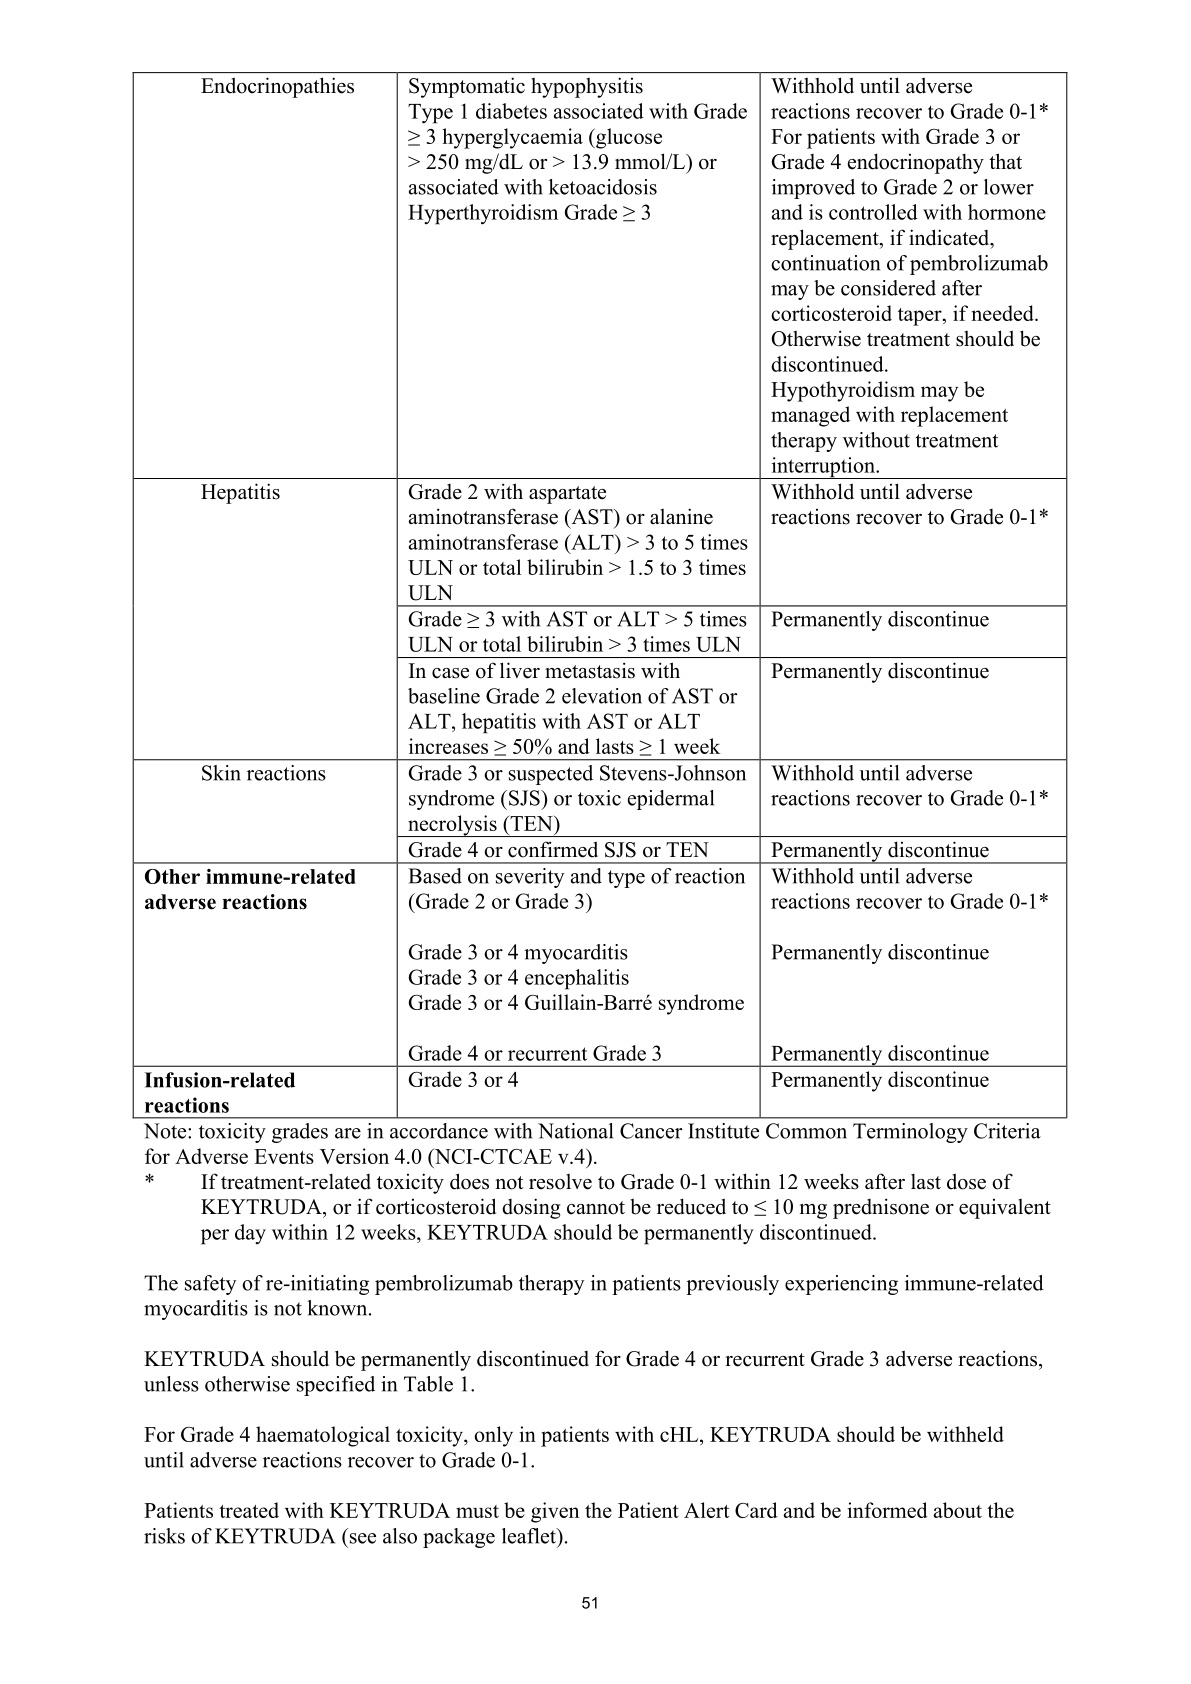 Endocrinopathies
Symptomatic hypophysitis
Type 1 diabetes associated with Grade
≥ 3 hyperglycaemia (glucose
> 250 mg/dL or > 13.9 mmol/L) or
associated with ketoacidosis
Hyperthyroidism Grade ≥ 3
Withhold until adverse
reactions recover to Grade 0-1*
For patients with Grade 3 or
Grade 4 endocrinopathy that
improved to Grade 2 or lower
and is controlled with hormone
replacement, if indicated,
continuation of pembrolizumab
may be considered after
corticosteroid taper, if needed.
Otherwise treatment should be
discontinued.
Hypothyroidism may be
managed with replacement
therapy without treatment
interruption.
Hepatitis
Grade 2 with aspartate
aminotransferase (AST) or alanine
aminotransferase (ALT) > 3 to 5 times
ULN or total bilirubin > 1.5 to 3 times
ULN
Withhold until adverse
reactions recover to Grade 0-1*
Grade ≥ 3 with AST or ALT > 5 times
ULN or total bilirubin > 3 times ULN
Permanently discontinue
In case of liver metastasis with
baseline Grade 2 elevation of AST or
ALT, hepatitis with AST or ALT
increases ≥ 50% and lasts ≥ 1 week
Permanently discontinue
Skin reactions
Grade 3 or suspected Stevens-Johnson
syndrome (SJS) or toxic epidermal
necrolysis (TEN)
Withhold until adverse
reactions recover to Grade 0-1*
Grade 4 or confirmed SJS or TEN
Permanently discontinue
Other immune-related
adverse reactions
Based on severity and type of reaction
(Grade 2 or Grade 3)
Withhold until adverse
reactions recover to Grade 0-1*
Grade 3 or 4 myocarditis
Grade 3 or 4 encephalitis
Grade 3 or 4 Guillain-Barré syndrome
Permanently discontinue
Grade 4 or recurrent Grade 3
Permanently discontinue
Infusion-related
reactions
Grade 3 or 4
Permanently discontinue
Note: toxicity grades are in accordance with National Cancer Institute Common Terminology Criteria
for Adverse Events Version 4.0 (NCI-CTCAE v.4).
* If treatment-related toxicity does not resolve to Grade 0-1 within 12 weeks after last dose of
KEYTRUDA, or if corticosteroid dosing cannot be reduced to ≤ 10 mg prednisone or equivalent
per day within 12 weeks, KEYTRUDA should be permanently discontinued.
The safety of re-initiating pembrolizumab therapy in patients previously experiencing immune-related
myocarditis is not known.
KEYTRUDA should be permanently discontinued for Grade 4 or recurrent Grade 3 adverse reactions,
unless otherwise specified in Table 1.
For Grade 4 haematological toxicity, only in patients with cHL, KEYTRUDA should be withheld
until adverse reactions recover to Grade 0-1.
Patients treated with KEYTRUDA must be given the Patient Alert Card and be informed about the
risks of KEYTRUDA (see also package leaflet).
51